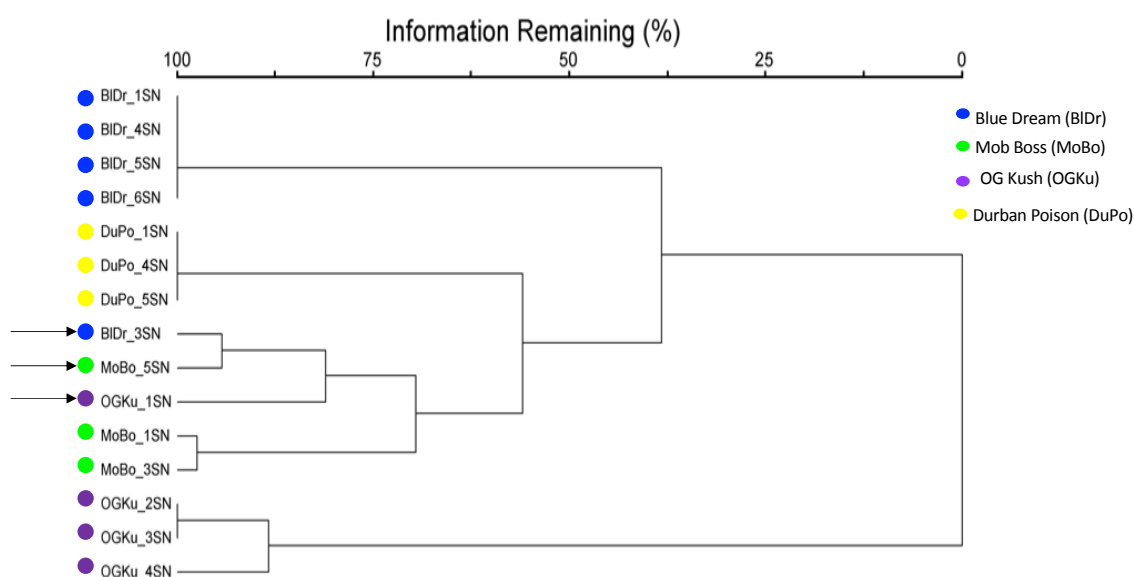 Information Remaining (%)
100 75 50 25 0
BlDr_1SN
BlDr_4SN
BlDr_5SN
BlDr_6SN
DuPo_1SN
DuPo_4SN
DuPo_5SN
BlDr_3SN
MoBo_5SN
OGKu_1SN
MoBo_1SN
MoBo_3SN
OGKu_2SN
OGKu_3SN
OGKu_4SN
Blue Dream (BlDr)
Mob Boss (MoBo)
OG Kush (OGKu)
Durban Poison (DuPo)